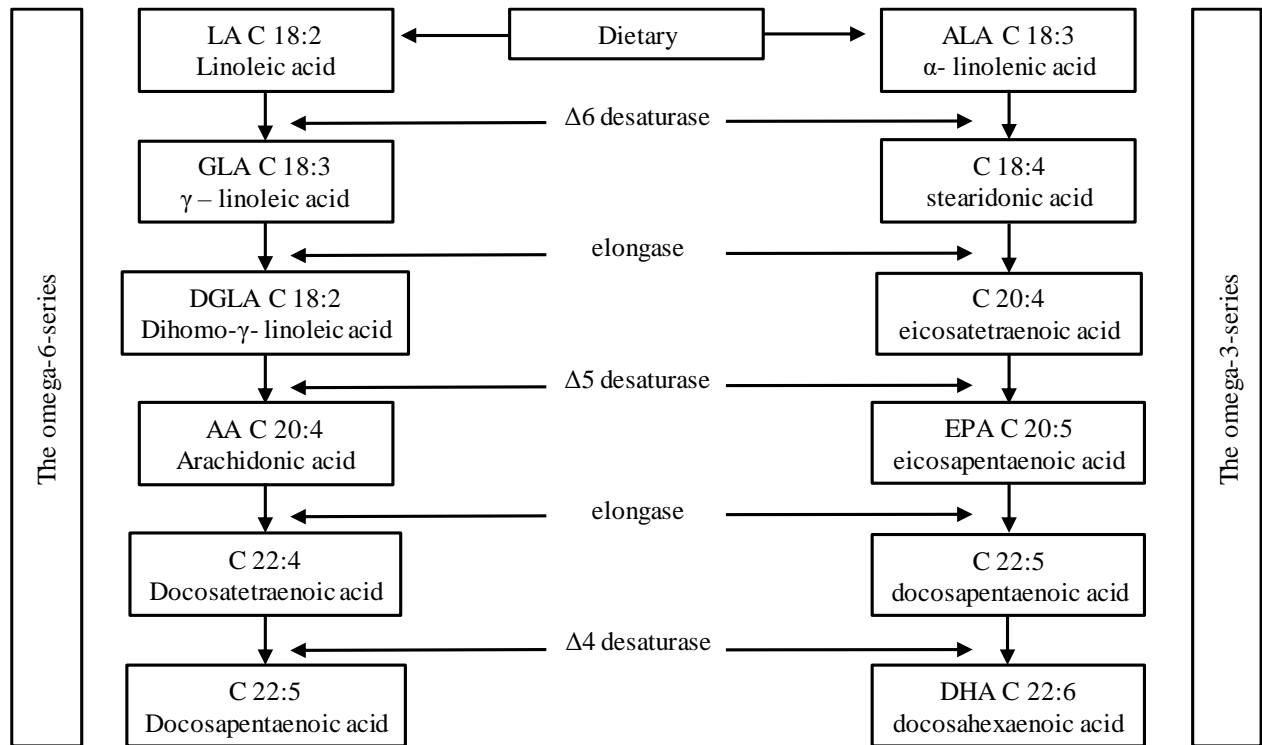 The omega-6-series
LA C 18:2
Linoleic acid
Dietary
ALA C 18:3
α- linolenic acid
Δ6 desaturase
GLA C 18:3
γ – linoleic acid
C 18:4
stearidonic acid
elongase
DGLA C 18:2
Dihomo-γ- linoleic acid
C 20:4
eicosatetraenoic acid
Δ5 desaturase
AA C 20:4
Arachidonic acid
EPA C 20:5
eicosapentaenoic acid
elongase
C 22:4
Docosatetraenoic acid
C 22:5
docosapentaenoic acid
Δ4 desaturase
C 22:5
Docosapentaenoic acid
DHA C 22:6
docosahexaenoic acid
The omega-3-series